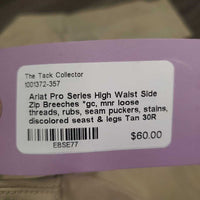 The Tack Collector
1001372-357
Ariat Pro Series High Waist Side
Zip Breeches *gc, mnr loose
threads, rubs, seam puckers, stains,
discolored seast & legs Tan 30R
$60.00
EBSE77